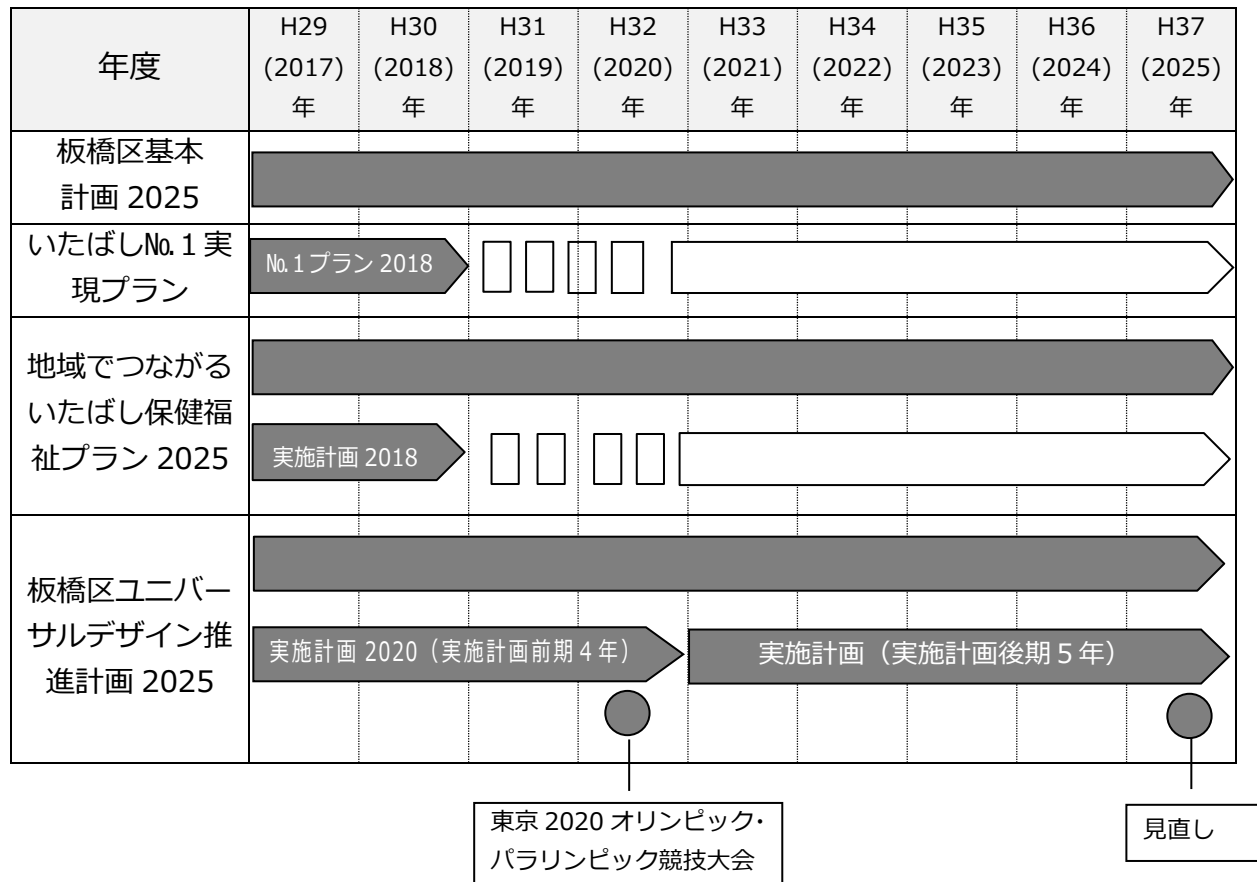 年度
H29
(2017)
年
H30
(2018)
年
H31
(2019)
年
H32
(2020)
年
H33
(2021)
年
H34
(2022)
年
H35
(2023)
年
H36
(2024)
年
H37
(2025)
年
板橋区基本
計画 2025
いたばし№１実
現プラン
№１プラン 2018
地域でつながる
いたばし保健福
祉プラン 2025
実施計画 2018
板橋区ユニバー
サルデザイン推
進計画 2025
実施計画 2020（実施計画前期４年）
実施計画（実施計画後期５年）
東京 2020 オリンピック・
パラリンピック競技大会
見直し